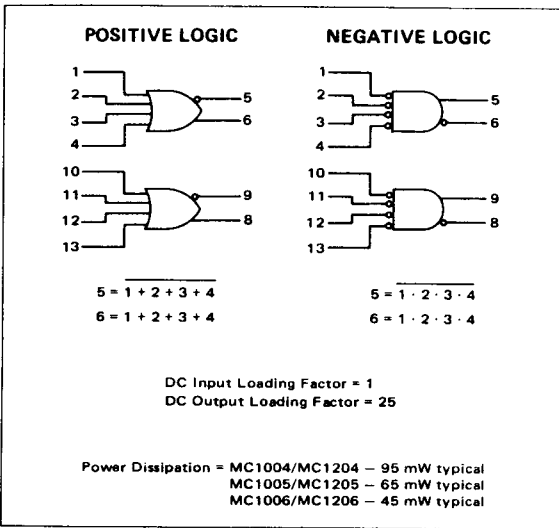 POSITIVE LOGIC
NEGATIVE LOGIC
1
2
3
4
5
6
10
11
12
13
9
8
1
2
3
4
5
6
10
11
12
13
9
8
5 = 1 + 2 + 3 + 4
6 = 1 + 2 + 3 + 4
5 = 1 · 2 · 3 · 4
6 = 1 · 2 · 3 · 4
DC Input Loading Factor = 1
DC Output Loading Factor = 25
Power Dissipation = MC1004/MC1204 – 95 mW typical
MC1005/MC1205 – 65 mW typical
MC1006/MC1206 – 45 mW typical